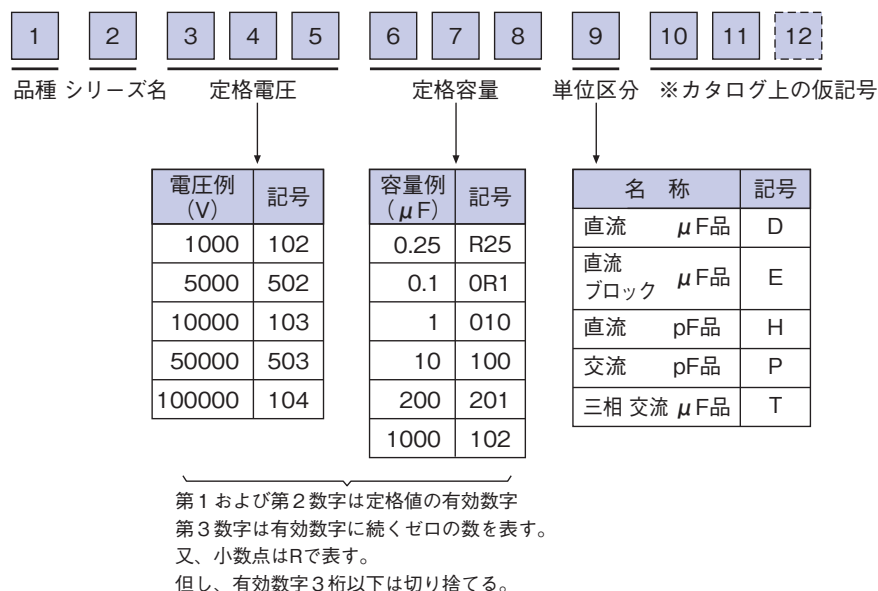 1 2 3 4 5 6 7 8 9 10 11 12
品種 シリーズ名 定格電圧 定格容量 単位区分 ※カタログ上の仮記号
電圧例
(V)
記号
1000 102
5000 502
10000 103
50000 503
100000 104
容量例
(μF)
記号
0.25 R25
0.1 0R1
1 010
10 100
200 201
1000 102
名 称 記号
直流 μF品 D
直流
ブロック μF品 E
直流 pF品 H
交流 pF品 P
三相 交流 μF品 T
第1および第2数字は定格値の有効数字
第3数字は有効数字に続くゼロの数を表す。
又、小数点はRで表す。
但し、有効数字3桁以下は切り捨てる。